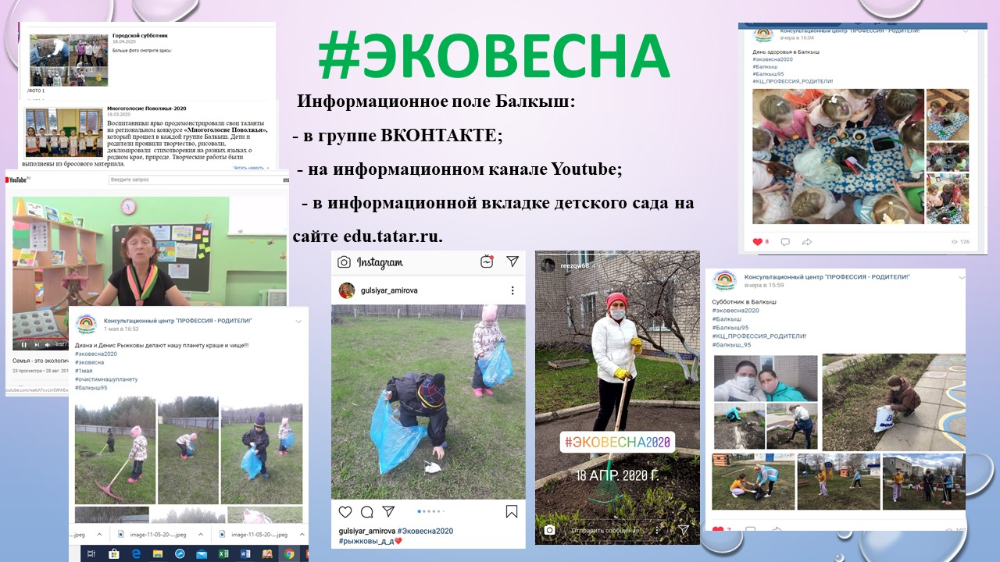 #ЭКОВЕСНА
Информационное поле Балкыш:
- в группе ВКОНТАКТЕ;
- на информационном канале Youtube;
- в информационной вкладке детского сада на
сайте edu.tatar.ru.
Городской субботник
18.04.2020
Больше фото смотрите здесь:
/ФОТО 1
Многоголосие Поволжья-2020
19.03.2020
Воспитанники ярко продемонстрировали свои таланты
на региональном конкурсе «Многоголосие Поволжья»,
который прошел в каждой группе Балкыш. Дети и
родители проявили творчество, рисовали,
декламировали стихотворения на разных языках о
родном крае, природе. Творческие работы были
выполнены из бросового материала.
Читать новость
YouTube RU
Введите запрос
0:52 /
Семья - это экологич
23 просмотра • 28 авг. 201
Консультационный центр "ПРОФЕССИЯ - РОДИТЕЛИ!"
1 мая в 16:53
Диана и Денис Рыжковы делают нашу планету краше и чище!!!
#эковесна2020
#эковесна
#1мая
#очистимнашупланету
#балкыш95
...jpeg
image-11-05-20-....jpeg
image-11-05-20-....jpeg
Instagram
gulsiyar_amirova
gulsiyar_amirova #Эковесна2020
#рыжковы_д_д
reezqw68
#ЭКОВЕСНА2020
18 АПР. 2020 Г.
Отправить сообщение
Консультационный центр "ПРОФЕССИЯ - РОДИТЕЛИ!"
вчера в 16:04
День здоровья в Балкыш
#эковесна2020
#Балкыш
#Балкыш95
#КЦ_ПРОФЕССИЯ_РОДИТЕЛИ!
8
126
Консультационный центр "ПРОФЕССИЯ - РОДИТЕЛИ!"
вчера в 15:59
Субботник в Балкыш
#эковесна2020
#Балкыш
#Балкыш95
#КЦ_ПРОФЕССИЯ_РОДИТЕЛИ!
#балкыш_95